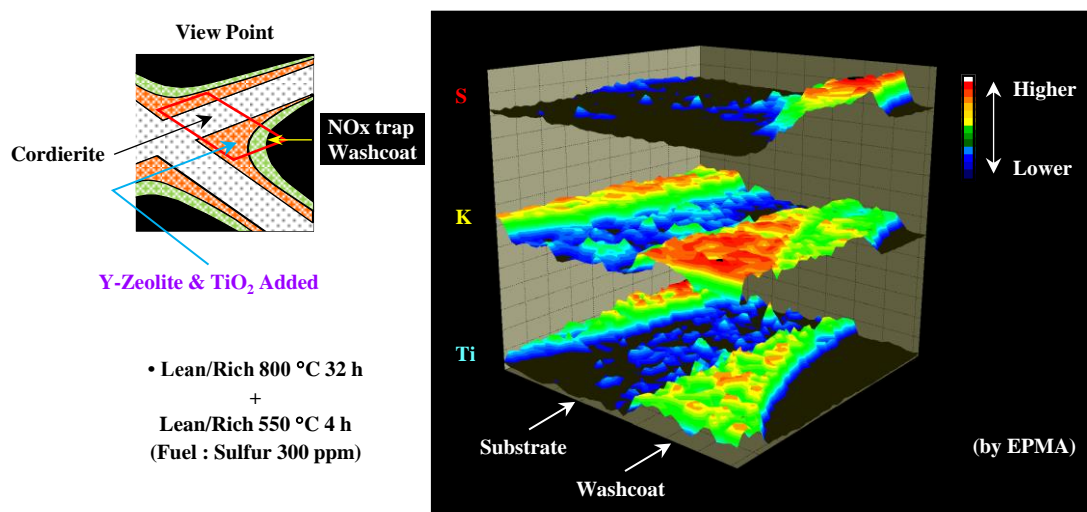 View Point
Cordierite
NOx trap
Washcoat
Y-Zeolite & TiO₂ Added
• Lean/Rich 800 °C 32 h
+
Lean/Rich 550 °C 4 h
(Fuel : Sulfur 300 ppm)
S
K
Ti
Higher
Lower
Substrate
Washcoat
(by EPMA)